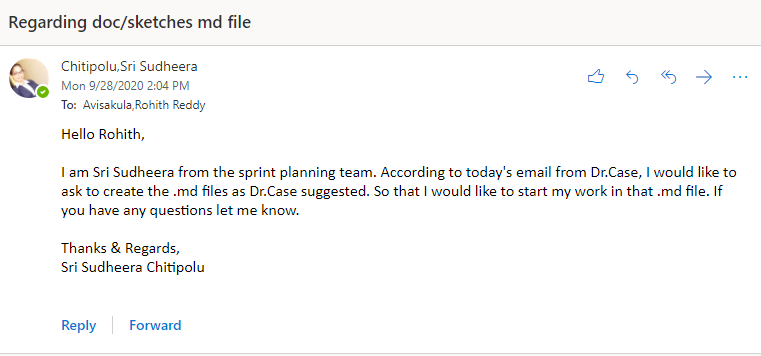 Regarding doc/sketches md file
Chitipolu,Sri Sudheera
Mon 9/28/2020 2:04 PM
To: Avisakula,Rohith Reddy
Hello Rohith,
I am Sri Sudheera from the sprint planning team. According to today's email from Dr.Case, I would like to
ask to create the .md files as Dr.Case suggested. So that I would like to start my work in that .md file. If
you have any questions let me know.
Thanks & Regards,
Sri Sudheera Chitipolu
Reply Forward